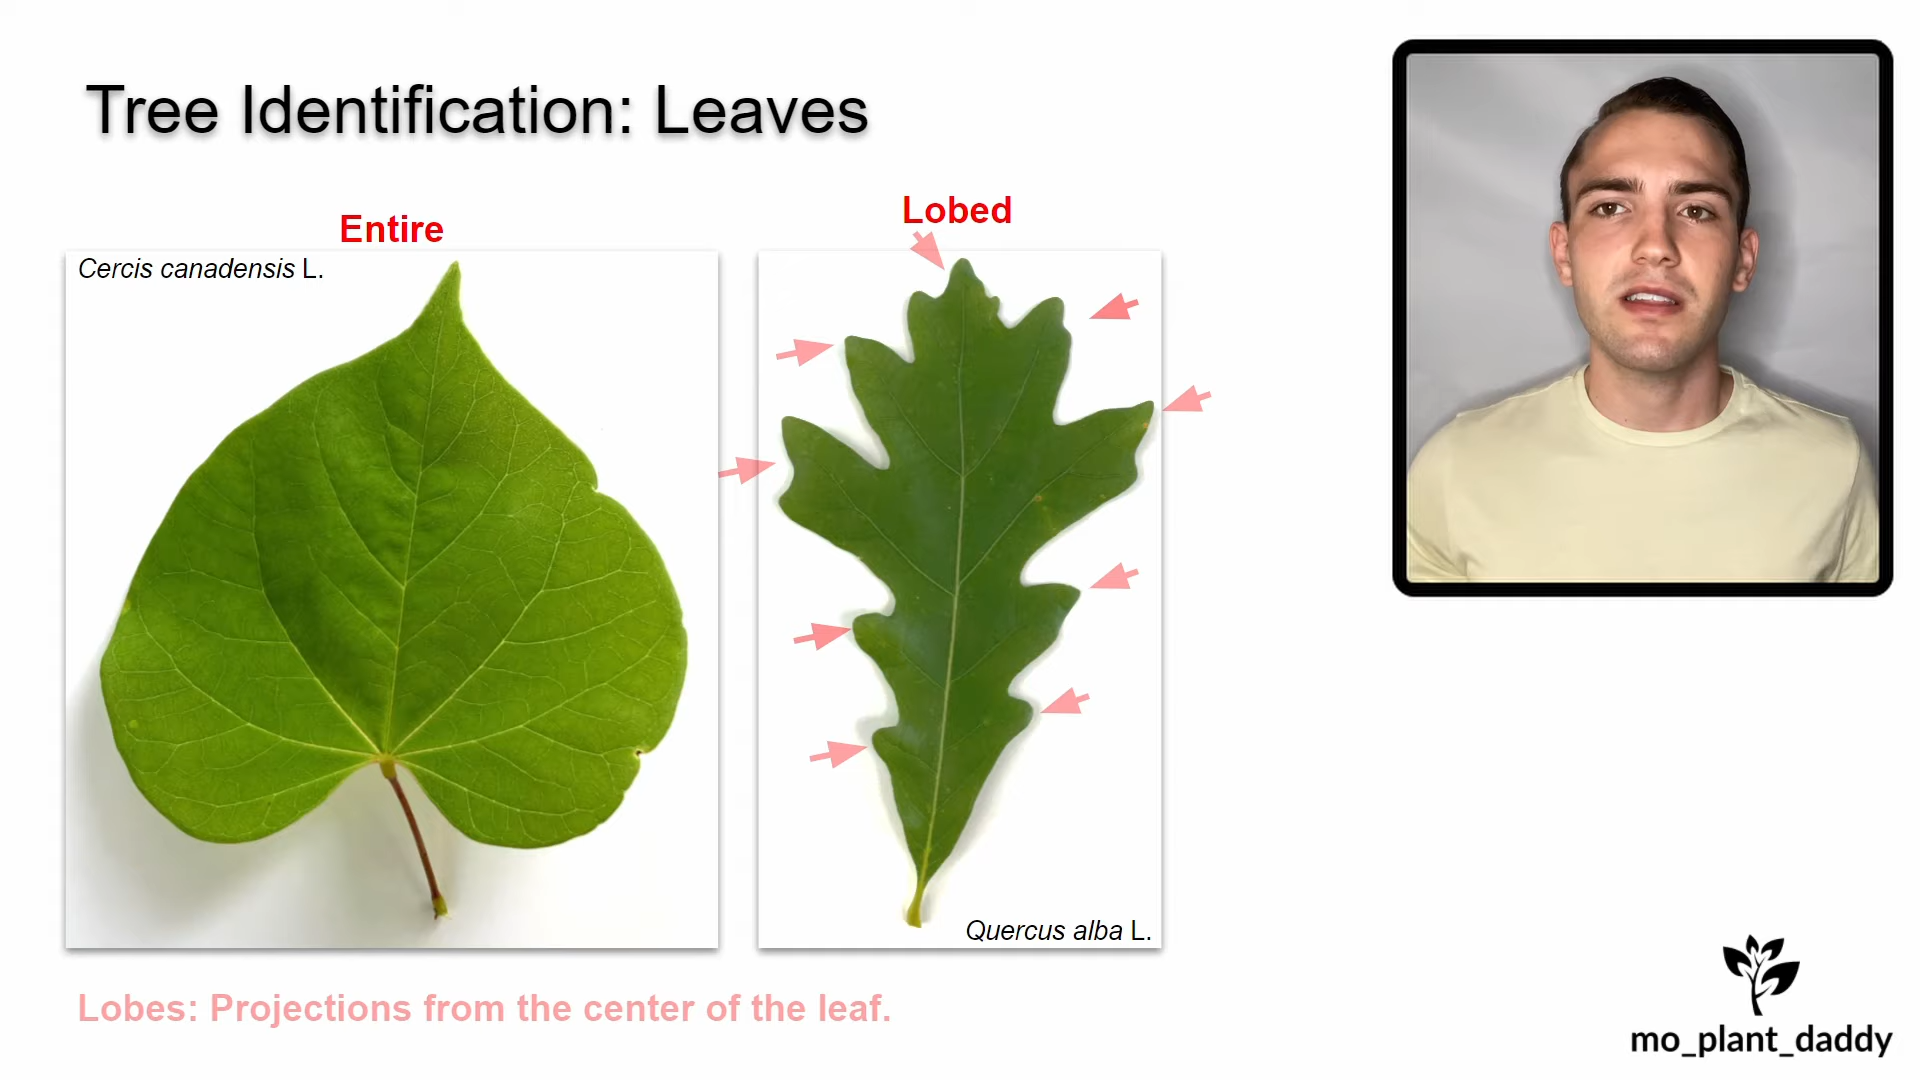 Tree Identification: Leaves
Entire
Lobed
Cercis canadensis L.
Quercus alba L.
Lobes: Projections from the center of the leaf.
mo_plant_daddy